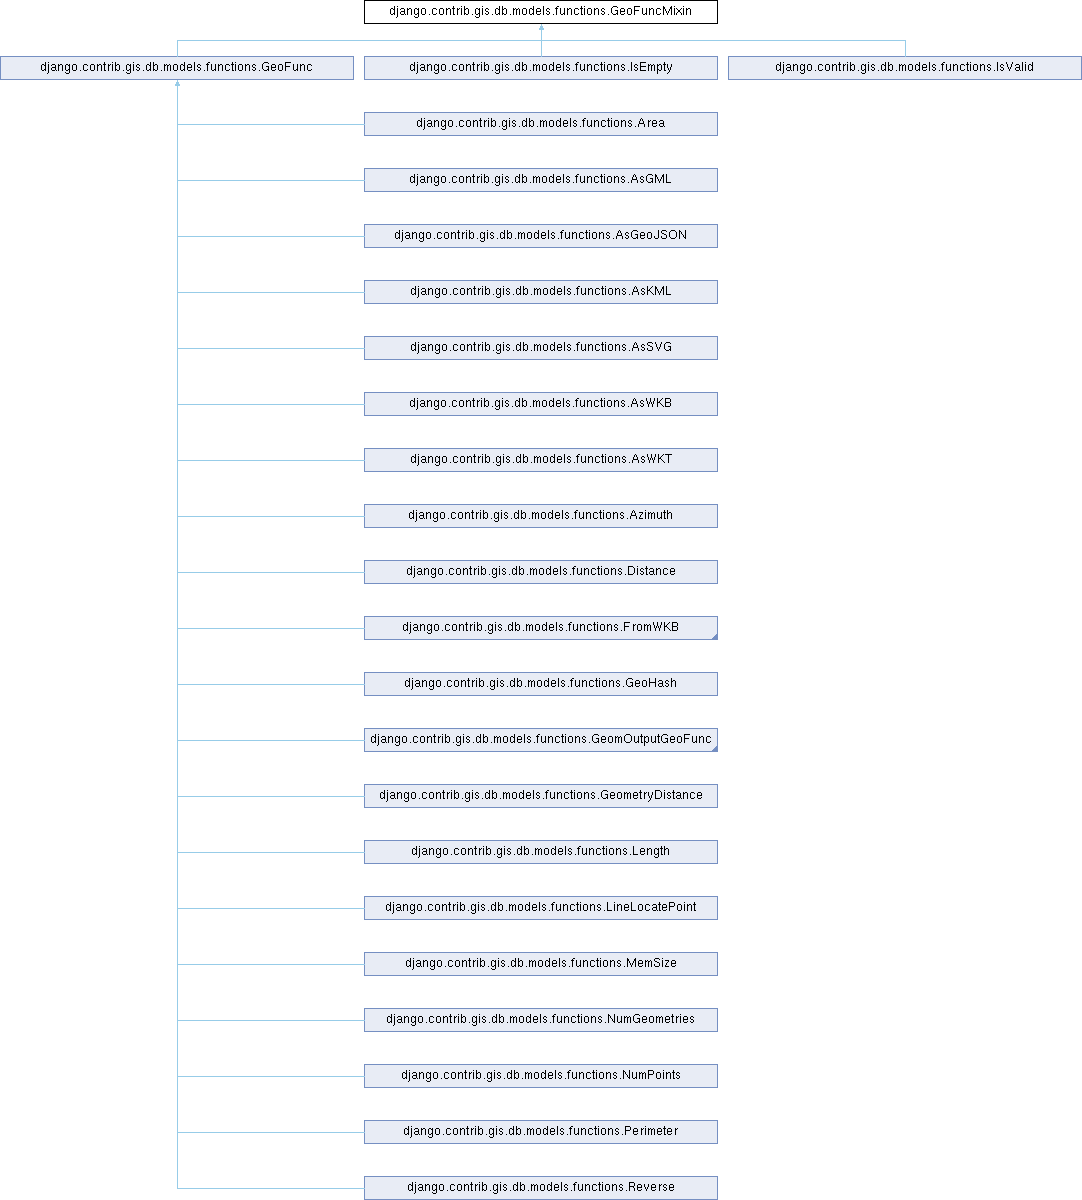 django.contrib.gis.db.models.functions.GeoFuncMixin
django.contrib.gis.db.models.functions.GeoFunc
django.contrib.gis.db.models.functions.IsEmpty
django.contrib.gis.db.models.functions.IsValid
django.contrib.gis.db.models.functions.Area
django.contrib.gis.db.models.functions.AsGML
django.contrib.gis.db.models.functions.AsGeoJSON
django.contrib.gis.db.models.functions.AsKML
django.contrib.gis.db.models.functions.AsSVG
django.contrib.gis.db.models.functions.AsWKB
django.contrib.gis.db.models.functions.AsWKT
django.contrib.gis.db.models.functions.Azimuth
django.contrib.gis.db.models.functions.Distance
django.contrib.gis.db.models.functions.FromWKB
django.contrib.gis.db.models.functions.GeoHash
django.contrib.gis.db.models.functions.GeomOutputGeoFunc
django.contrib.gis.db.models.functions.GeometryDistance
django.contrib.gis.db.models.functions.Length
django.contrib.gis.db.models.functions.LineLocatePoint
django.contrib.gis.db.models.functions.MemSize
django.contrib.gis.db.models.functions.NumGeometries
django.contrib.gis.db.models.functions.NumPoints
django.contrib.gis.db.models.functions.Perimeter
django.contrib.gis.db.models.functions.Reverse